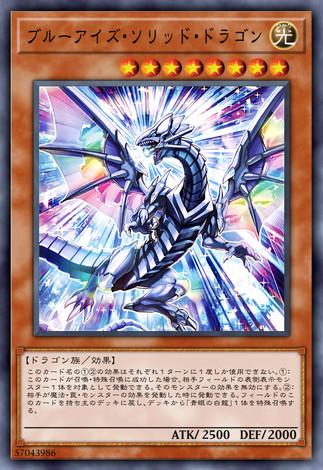 ブルーアイズ・ソリッド・ドラゴン
光
【ドラゴン族／効果】
このカード名の①②の効果はそれぞれ１ターンに１度しか使用できない。①：
このカードが召喚・特殊召喚に成功した場合、相手フィールドの表側表示モン
スター１体を対象として発動できる。そのモンスターの効果を無効にする。②：
相手が魔法・罠・モンスターの効果を発動した時に発動できる。フィールドのこ
のカードを持ち主のデッキに戻し、デッキから「青眼の白龍」１体を特殊召喚す
る。
ATK/ 2500 DEF/2000
57043986